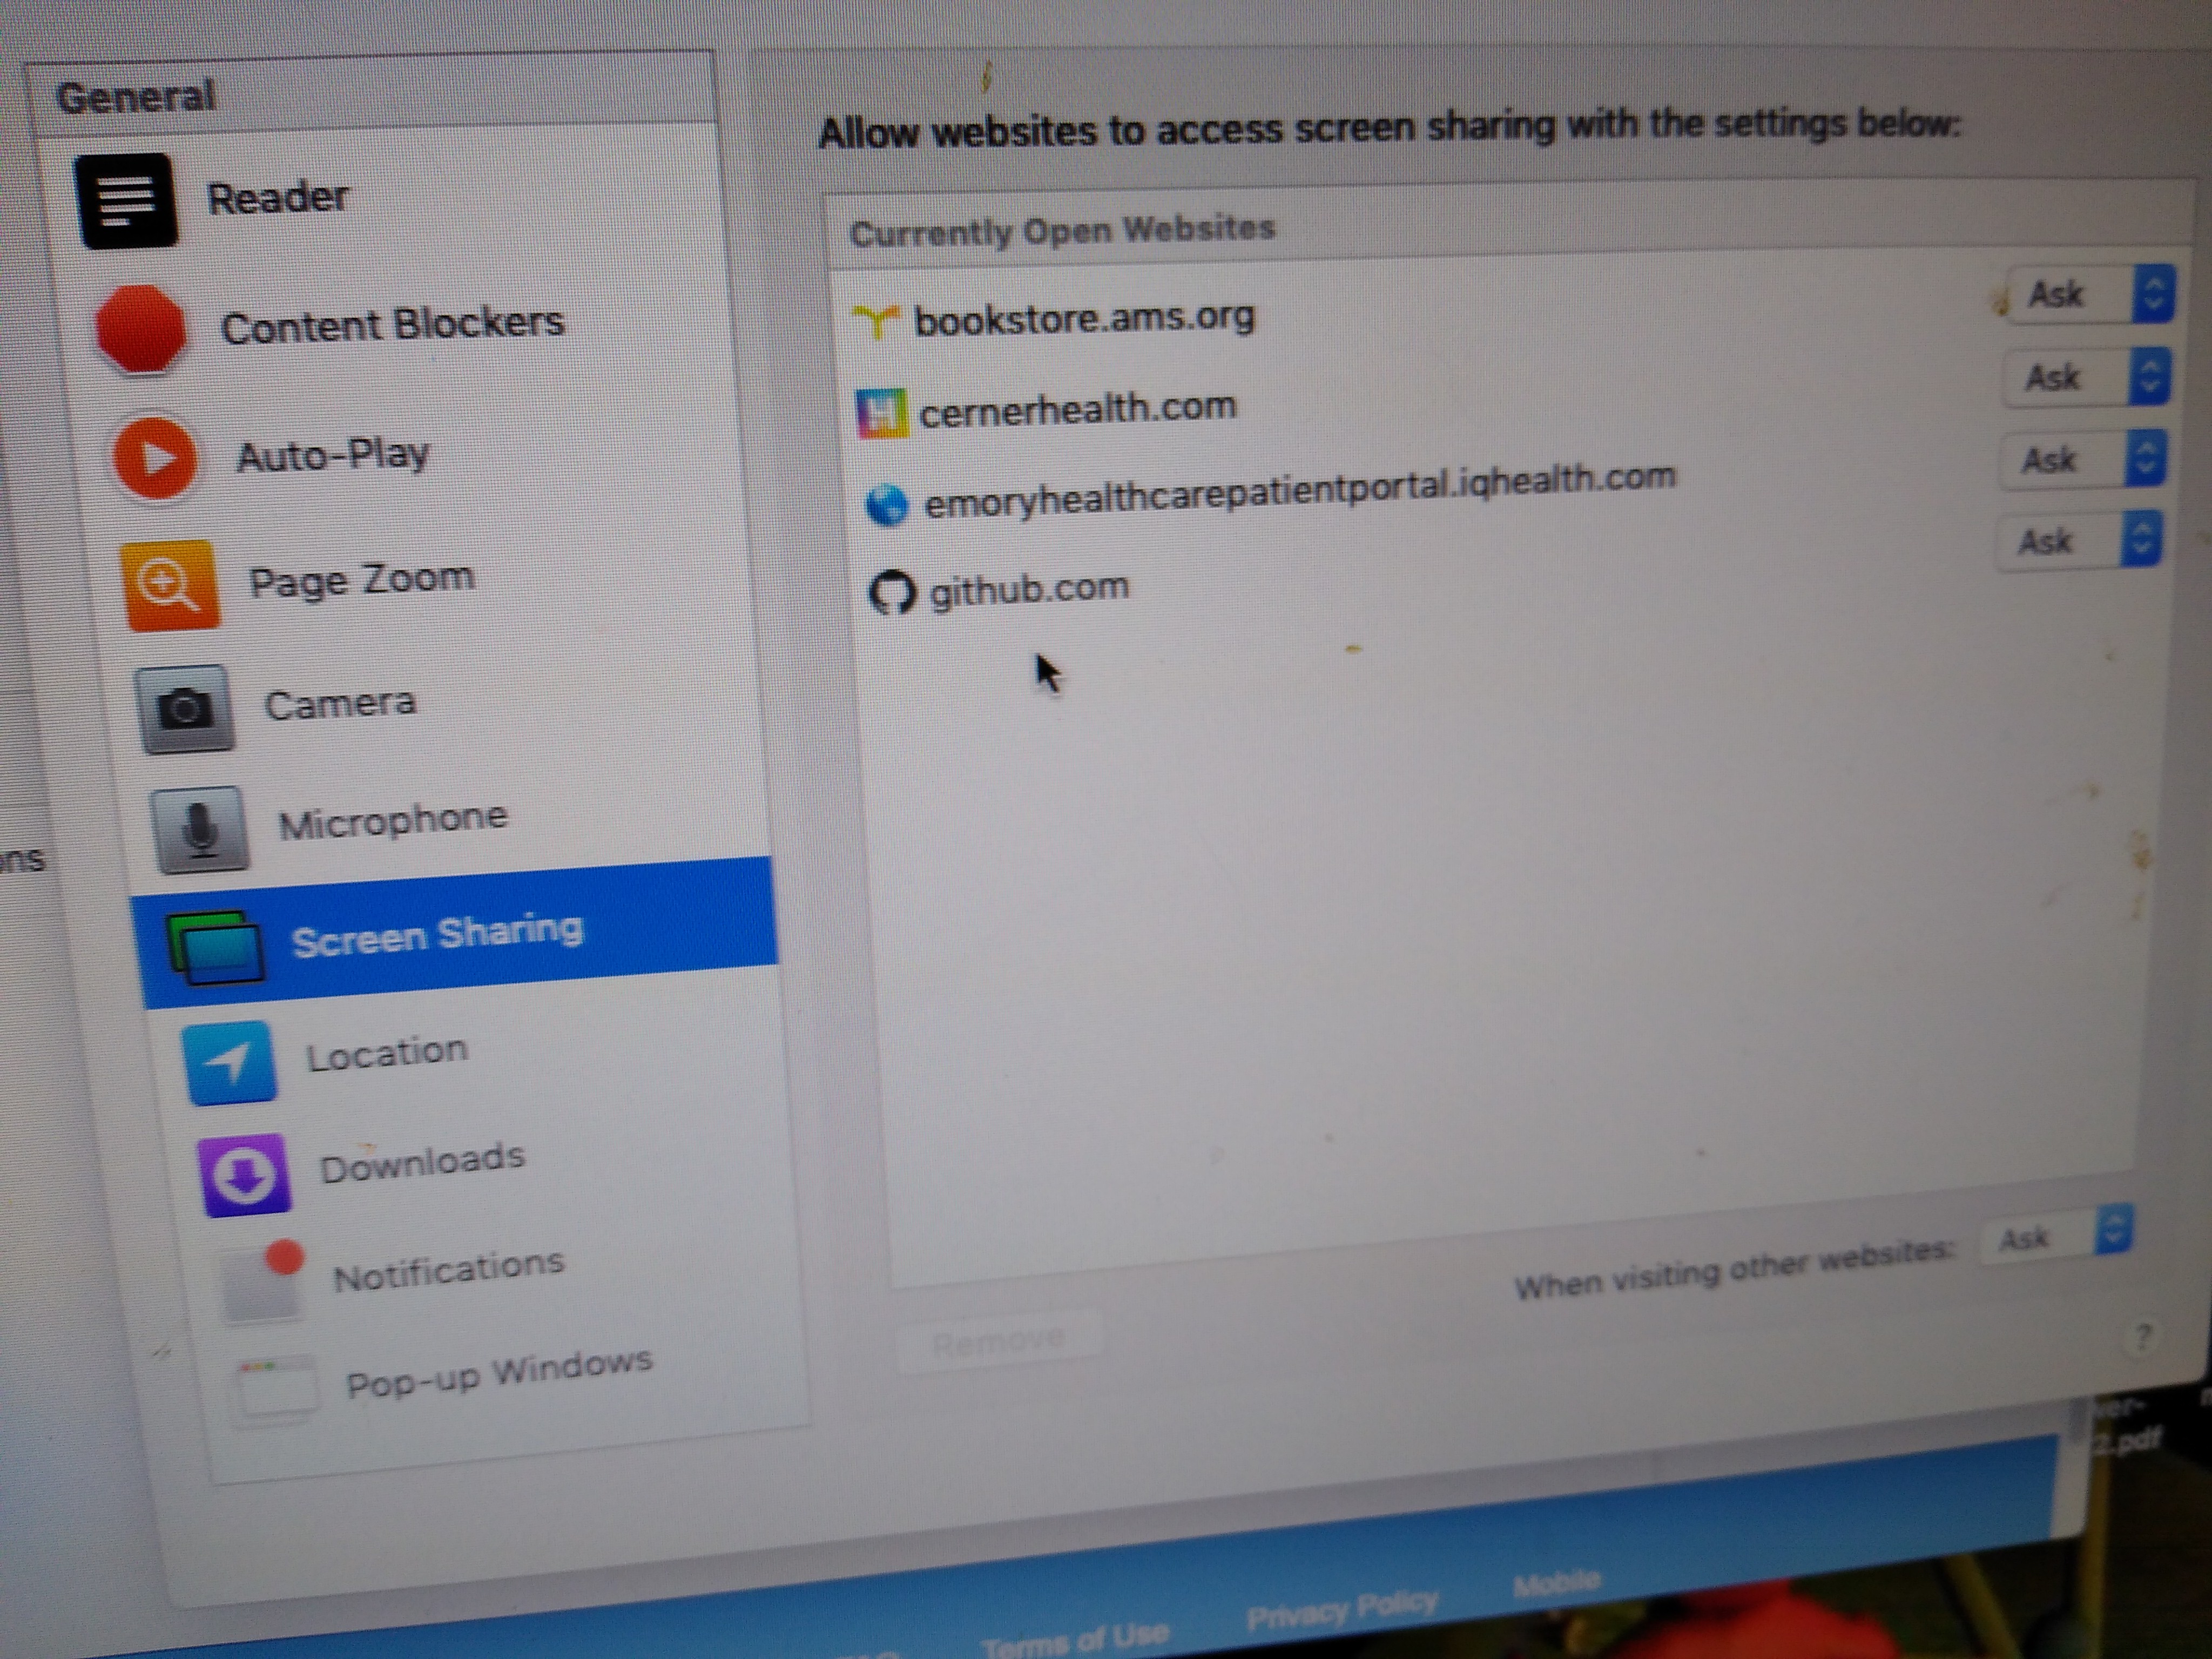 General
Reader
Content Blockers
Auto-Play
Page Zoom
Camera
Microphone
Screen Sharing
Location
Downloads
Notifications
Pop-up Windows
Allow websites to access screen sharing with the settings below:
Currently Open Websites
bookstore.ams.org Ask
cernerhealth.com Ask
emoryhealthcarepatientportal.iqhealth.com Ask
github.com Ask
When visiting other websites: Ask
Remove
?
ns
2.pdf
Terms of Use Privacy Policy Mobile